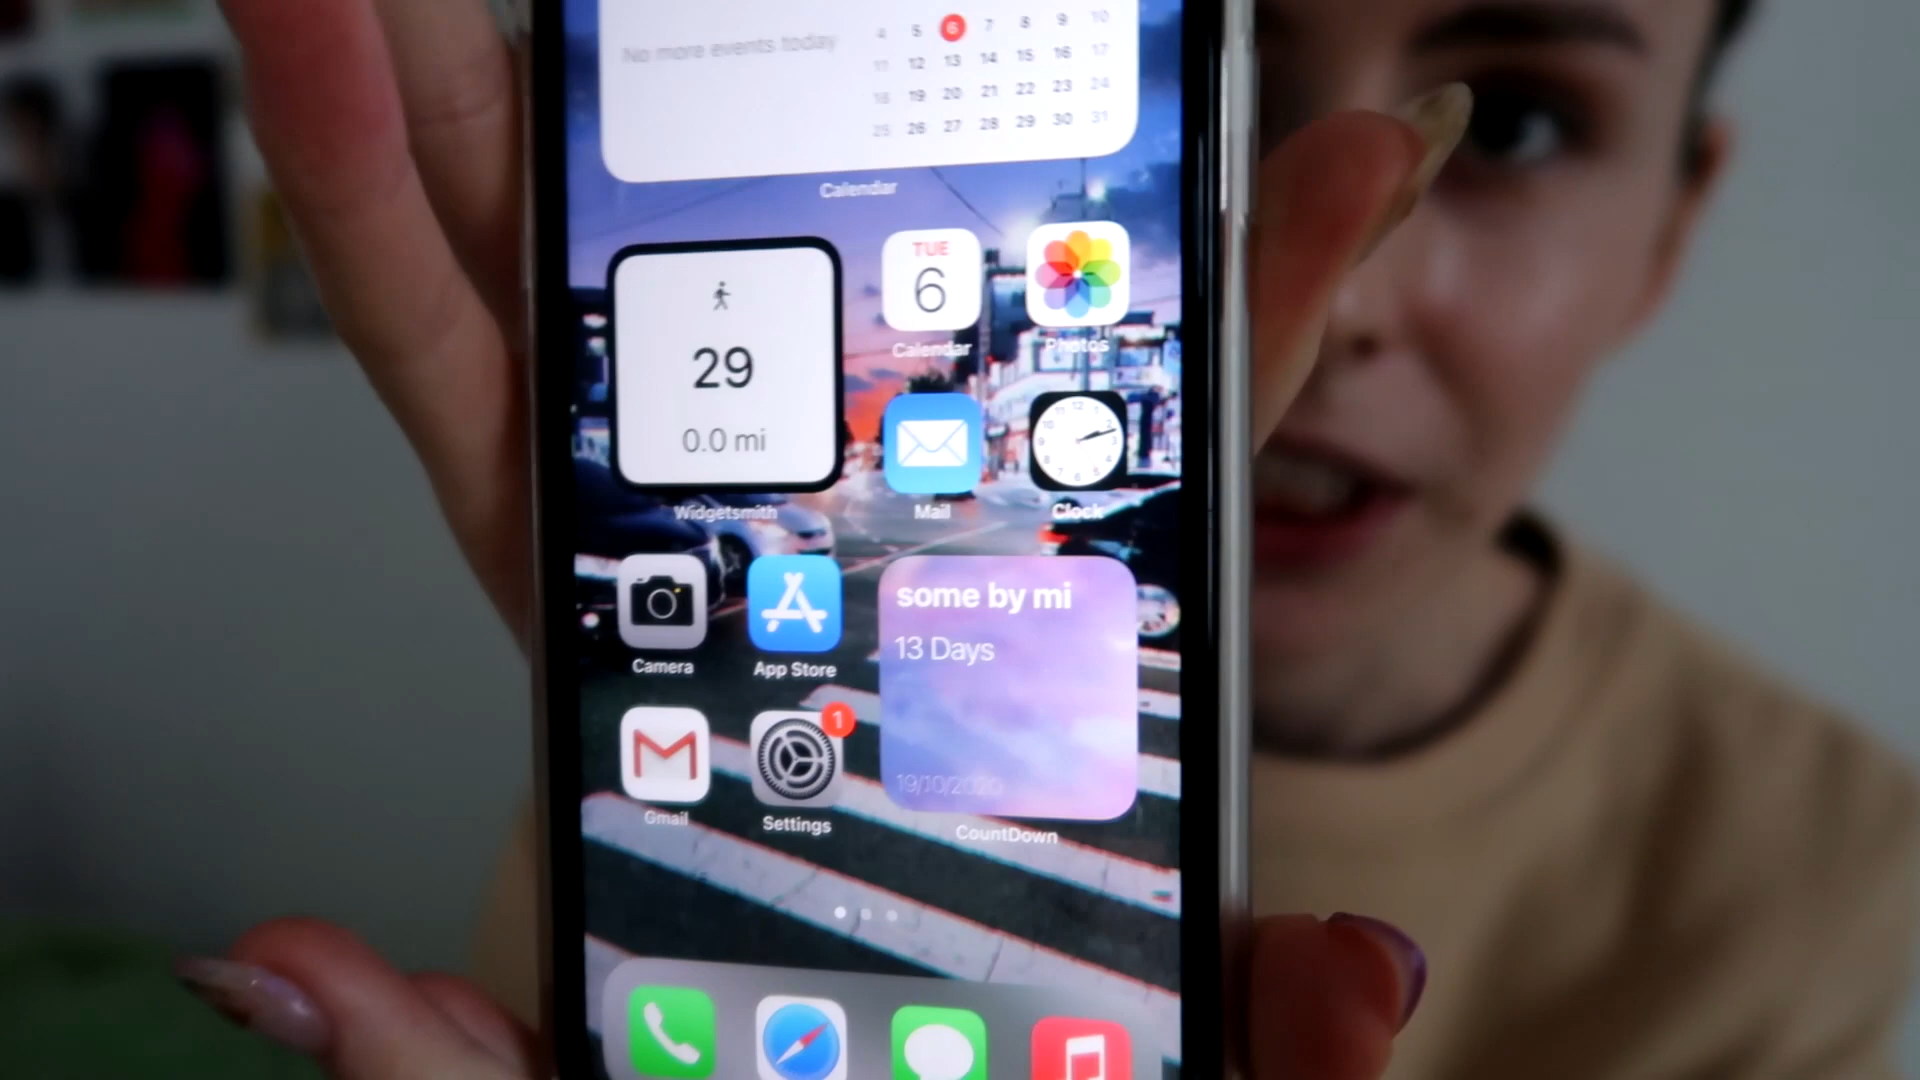 4 5 6 7 8 9 10
No more events today
11 12 13 14 15 16 17
18 19 20 21 22 23 24
25 26 27 28 29 30 31
Calendar
TUE
6
Calendar
Photos
29
0.0 mi
Widgetsmith
Mail
Clock
Camera
App Store
some by mi
13 Days
19/10/2020
CountDown
1
Gmail
Settings